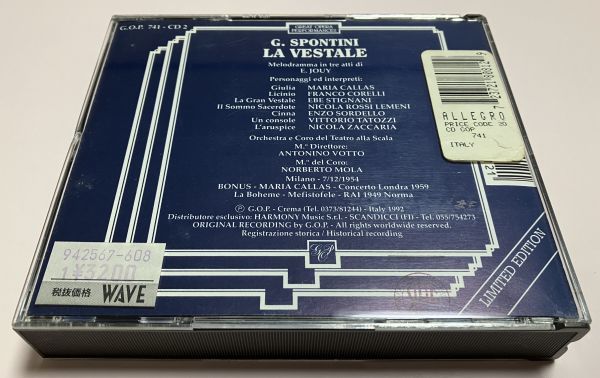 G.O.P. 741 - CD 2
GREAT OPERA
PERFORMANCES
G. SPONTINI
LA VESTALE
Melodramma in tre atti di
E. JOUY
Personaggi ed interpreti:
Giulia MARIA CALLAS
Licinio FRANCO CORELLI
La Gran Vestale EBE STIGNANI
Il Sommo Sacerdote NICOLA ROSSI LEMENI
Cinna ENZO SORDELLO
Un console VITTORIO TATOZZI
L'aruspice NICOLA ZACCARIA
Orchestra e Coro del Teatro alla Scala
M.º Direttore:
ANTONINO VOTTO
M.º del Coro:
NORBERTO MOLA
Milano - 7/12/1954
BONUS - MARIA CALLAS - Concerto Londra 1959
La Boheme - Mefistofele - RAI 1949 Norma
Ⓟ G.O.P. - Crema (Tel. 0373/81244) - Italy 1992
Distributore esclusivo: HARMONY Music S.r.l. - SCANDICCI (FI) - Tel. 055/754273
ORIGINAL RECORDING by G.O.P. - All rights worldwide reserved.
Registrazione storica / Historical recording
GOP
LIMITED EDITION
ALLEGRO
PRICE CODE 20
CD GOP
741
ITALY
942567-608
1 ¥3200
税抜価格 WAVE